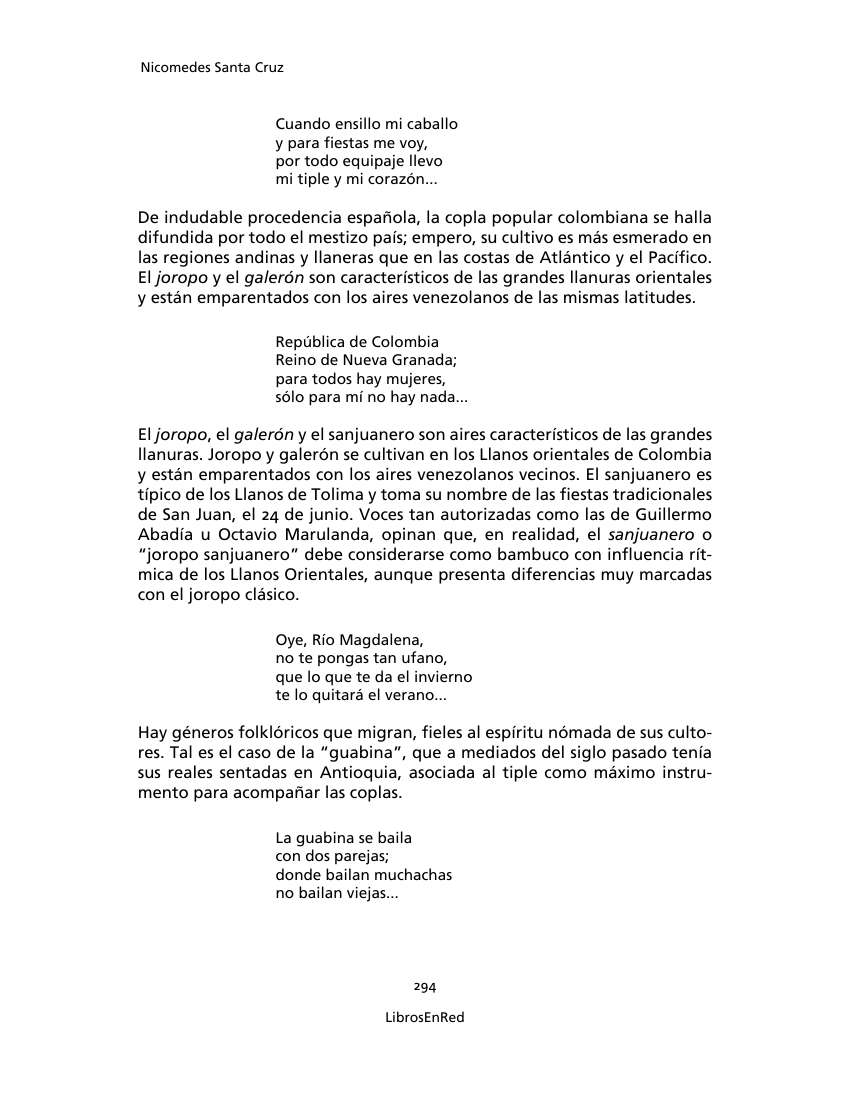 Nicomedes Santa Cruz
Cuando ensillo mi caballo
y para fiestas me voy,
por todo equipaje llevo
mi tiple y mi corazón...
De indudable procedencia española, la copla popular colombiana se halla
difundida por todo el mestizo país; empero, su cultivo es más esmerado en
las regiones andinas y llaneras que en las costas de Atlántico y el Pacífico.
El joropo y el galerón son característicos de las grandes llanuras orientales
y están emparentados con los aires venezolanos de las mismas latitudes.
República de Colombia
Reino de Nueva Granada;
para todos hay mujeres,
sólo para mí no hay nada...
El joropo, el galerón y el sanjuanero son aires característicos de las grandes
llanuras. Joropo y galerón se cultivan en los Llanos orientales de Colombia
y están emparentados con los aires venezolanos vecinos. El sanjuanero es
típico de los Llanos de Tolima y toma su nombre de las fiestas tradicionales
de San Juan, el 24 de junio. Voces tan autorizadas como las de Guillermo
Abadía u Octavio Marulanda, opinan que, en realidad, el sanjuanero o
“joropo sanjuanero” debe considerarse como bambuco con influencia rít-
mica de los Llanos Orientales, aunque presenta diferencias muy marcadas
con el joropo clásico.
Oye, Río Magdalena,
no te pongas tan ufano,
que lo que te da el invierno
te lo quitará el verano...
Hay géneros folklóricos que migran, fieles al espíritu nómada de sus culto-
res. Tal es el caso de la “guabina”, que a mediados del siglo pasado tenía
sus reales sentadas en Antioquia, asociada al tiple como máximo instru-
mento para acompañar las coplas.
La guabina se baila
con dos parejas;
donde bailan muchachas
no bailan viejas...
294
LibrosEnRed